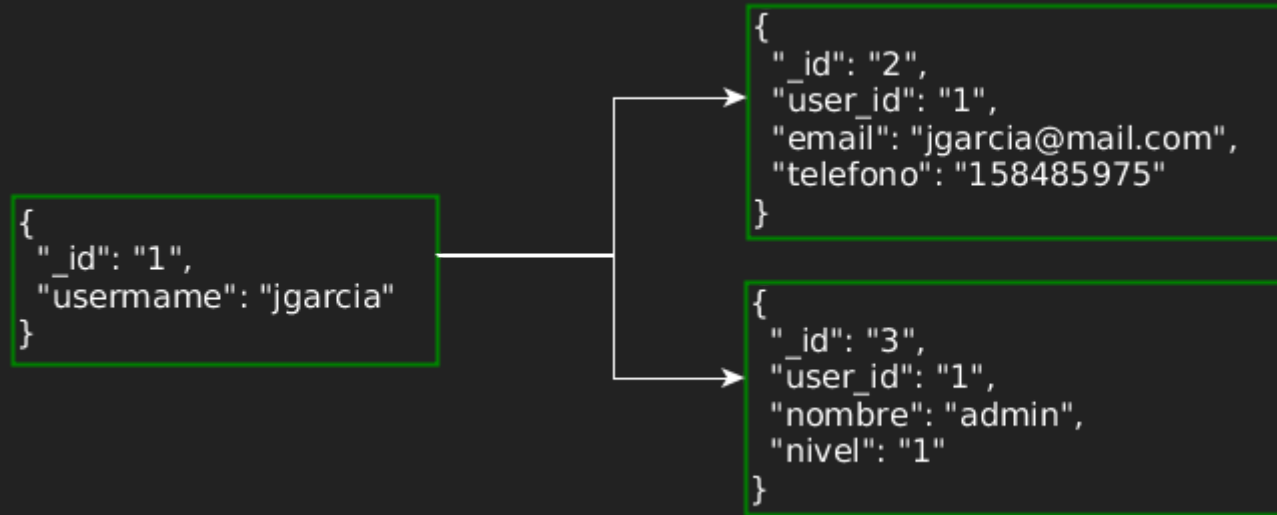 {
"_id": "1",
"usermame": "jgarcia"
}
{
"_id": "2",
"user_id": "1",
"email": "jgarcia@mail.com",
"telefono": "158485975"
}
{
"_id": "3",
"user_id": "1",
"nombre": "admin",
"nivel": "1"
}